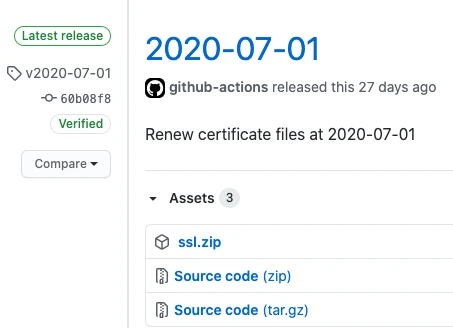 Latest release
v2020-07-01
60b08f8
Verified
Compare
2020-07-01
github-actions released this 27 days ago
Renew certificate files at 2020-07-01
Assets 3
ssl.zip
Source code (zip)
Source code (tar.gz)